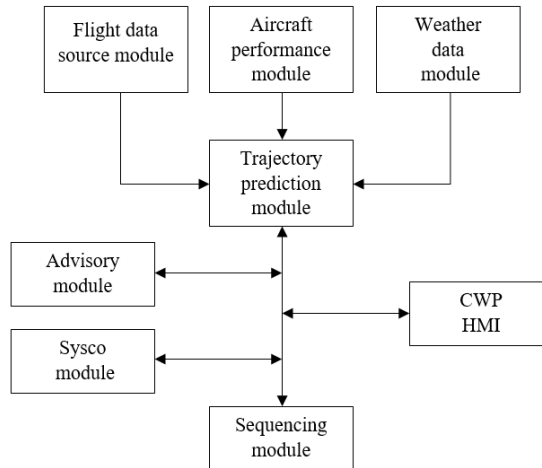 Flight data
source module
Aircraft
performance
module
Weather
data
module
Trajectory
prediction
module
Advisory
module
CWP
HMI
Sysco
module
Sequencing
module